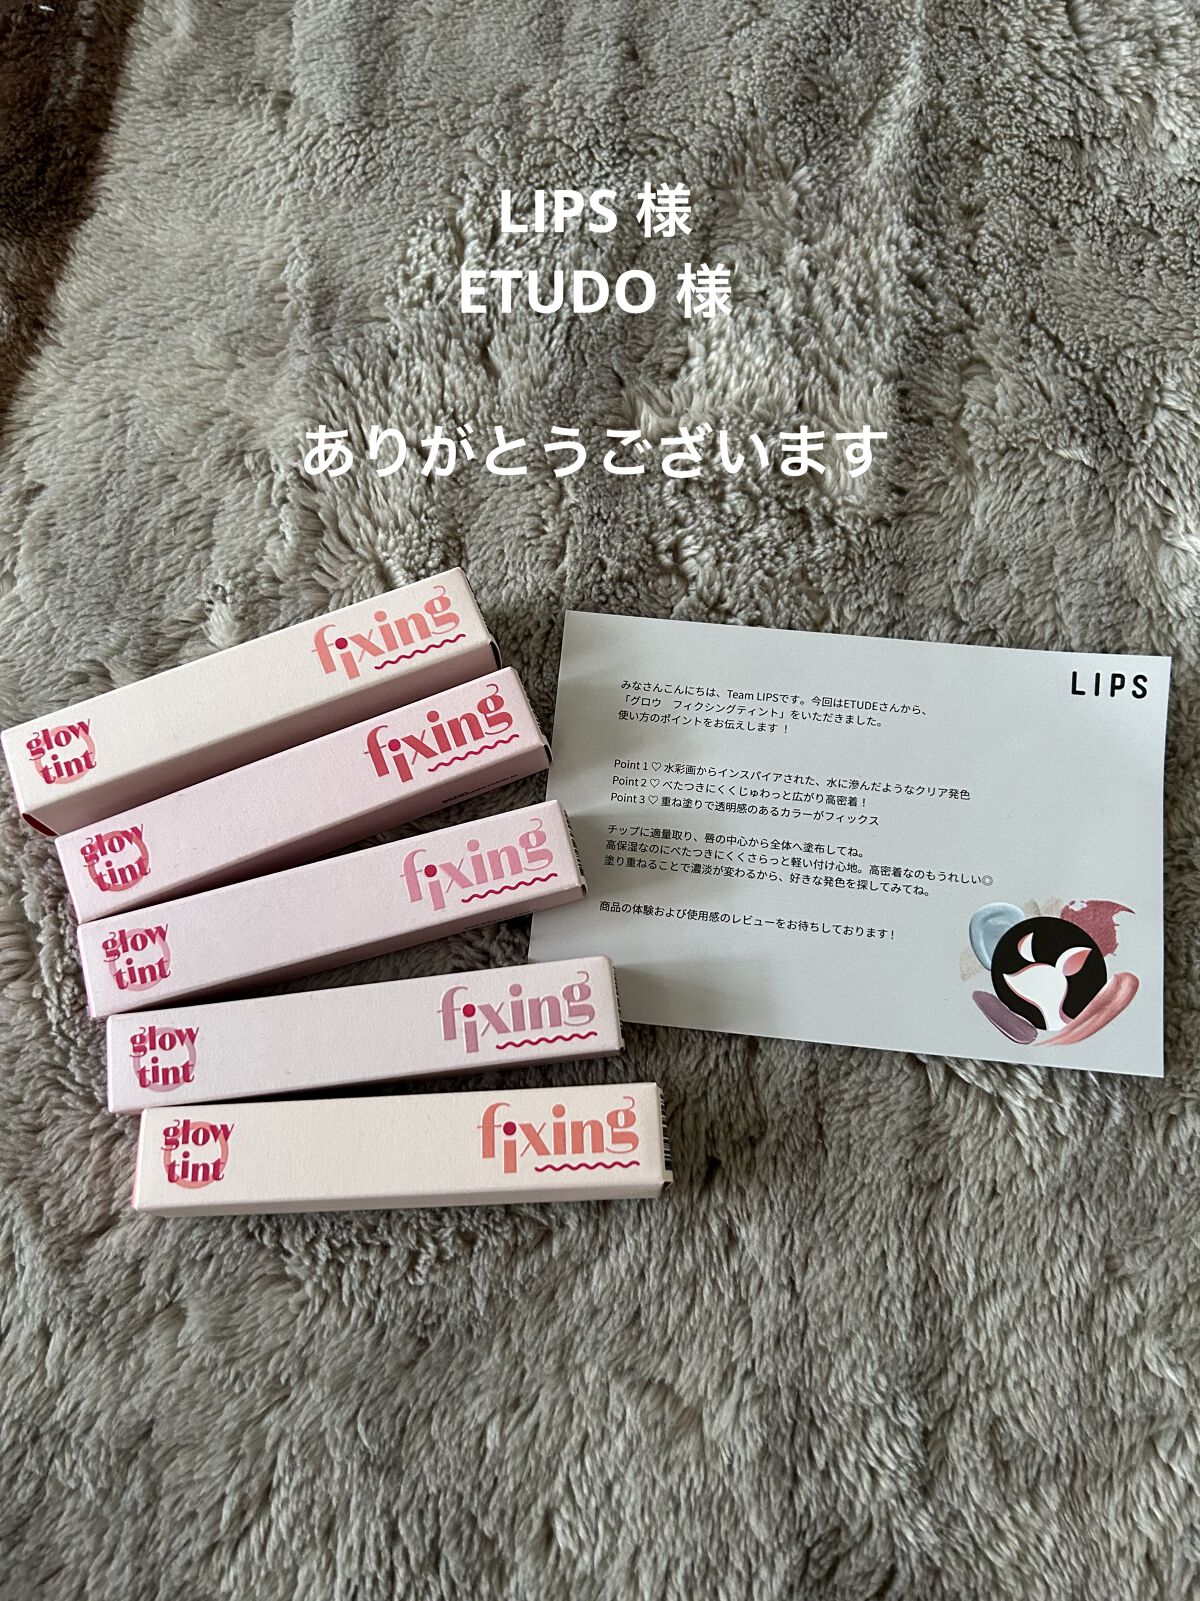 LIPS 様
ETUDO 様
ありがとうございます
fixing
glow
tint
fixing
glow
tint
fixing
glow
tint
fixing
glow
tint
fixing
glow
tint
LIPS
みなさんこんにちは、Team LIPSです。今回はETUDEさんから、
「グロウ　フィクシングティント」をいただきました。
使い方のポイントをお伝えします！
Point 1 ♡ 水彩画からインスパイアされた、水に滲んだようなクリア発色
Point 2 ♡ べたつきにくくじゅわっと広がり高密着！
Point 3 ♡ 重ね塗りで透明感のあるカラーがフィックス
チップに適量取り、唇の中心から全体へ塗布してね。
高保湿なのにべたつきにくくさらっと軽い付け心地。高密着なのもうれしい◎
塗り重ねることで濃淡が変わるから、好きな発色を探してみてね。
商品の体験および使用感のレビューをお待ちしております！